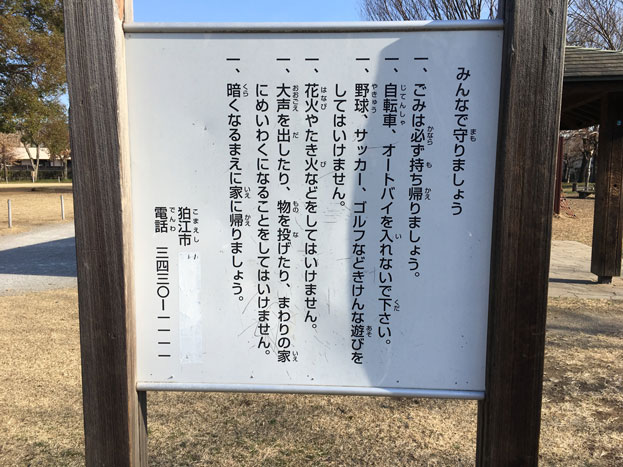 みんなで守りましょう
一、ごみは必ず持ち帰りましょう。
一、自転車、オートバイを入れないで下さい。
一、野球、サッカー、ゴルフなどきけんな遊びを
してはいけません。
一、花火やたき火などをしてはいけません。
一、大声を出したり、物を投げたり、まわりの家
にめいわくになることをしてはいけません。
一、暗くなるまえに家に帰りましょう。
狛江市
電話 三四三〇ー一一一一